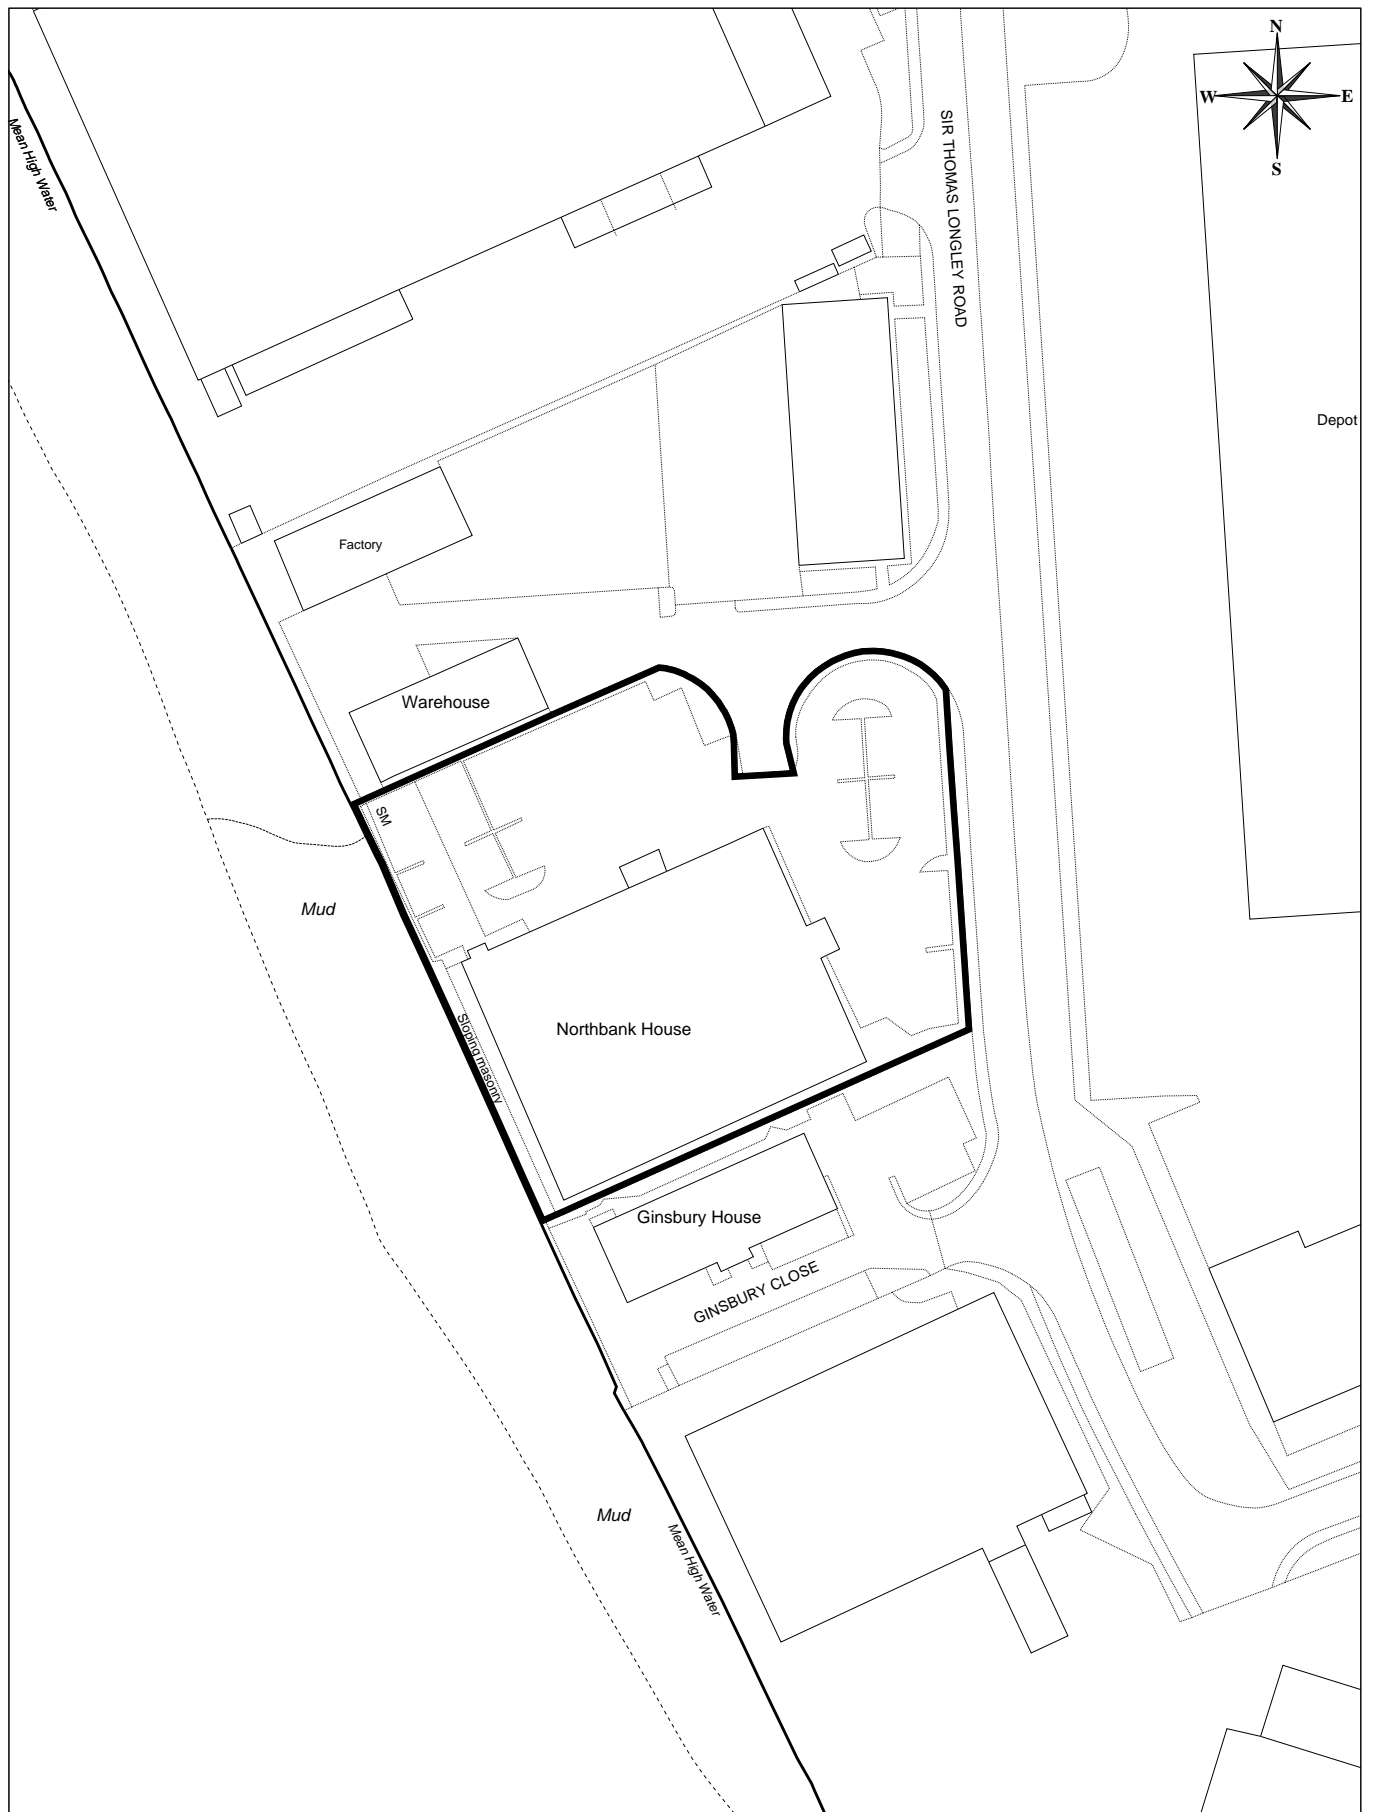 N
W
E
S
Mean High Water
SIR THOMAS LONGLEY ROAD
Depot
Factory
Warehouse
SM
Mud
Sloping masonry
Northbank House
Ginsbury House
GINSBURY CLOSE
Mud
Mean High Water